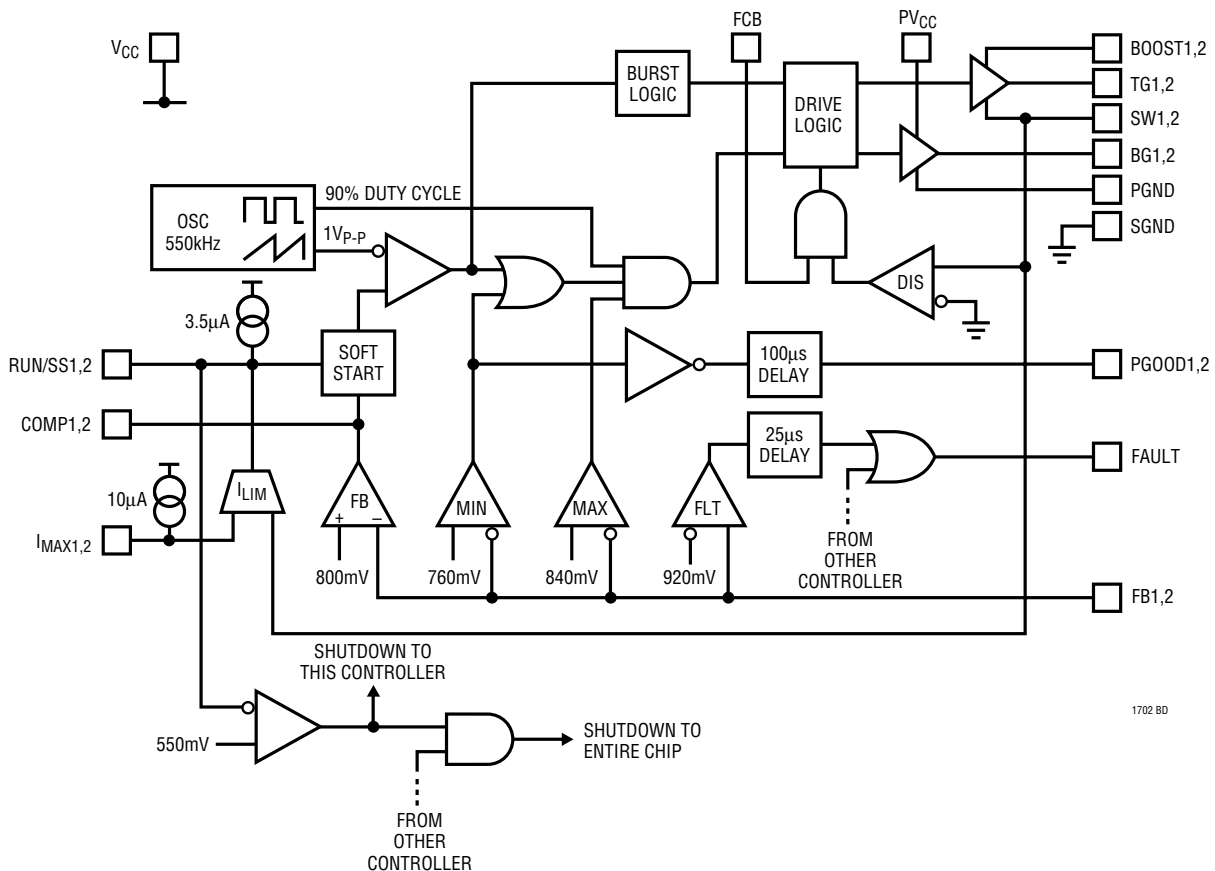 VCC
FCB
PVCC
BURST
LOGIC
DRIVE
LOGIC
BOOST1,2
TG1,2
SW1,2
BG1,2
PGND
SGND
90% DUTY CYCLE
OSC
550kHz
1VP-P
DIS
3.5µA
RUN/SS1,2
SOFT
START
100µs
DELAY
PGOOD1,2
COMP1,2
25µs
DELAY
FAULT
10µA
ILIM
FB
+ –
MIN
MAX
FLT
IMAX1,2
FROM
OTHER
CONTROLLER
800mV
760mV
840mV
920mV
FB1,2
SHUTDOWN TO
THIS CONTROLLER
550mV
SHUTDOWN TO
ENTIRE CHIP
FROM
OTHER
CONTROLLER
1702 BD